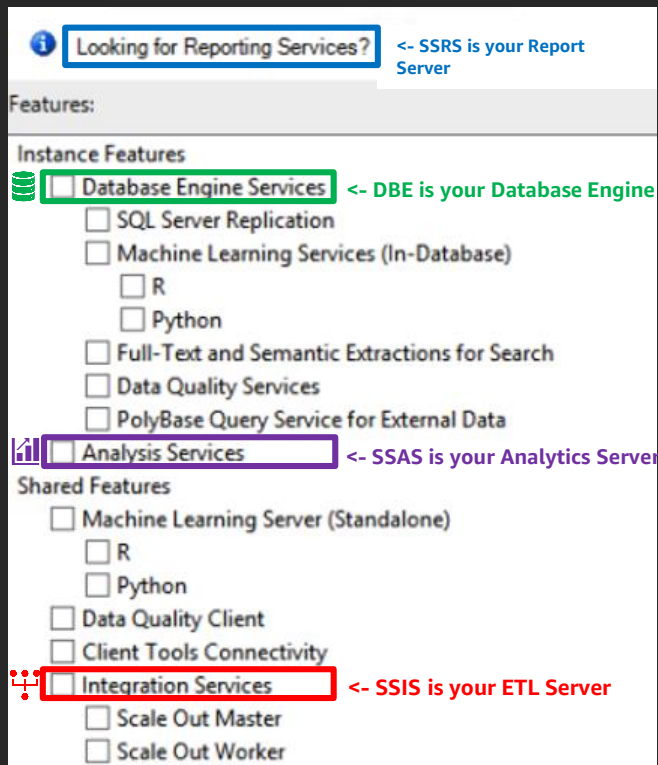 Looking for Reporting Services? <- SSRS is your Report
Server
Features:
Instance Features
Database Engine Services <- DBE is your Database Engine
SQL Server Replication
Machine Learning Services (In-Database)
R
Python
Full-Text and Semantic Extractions for Search
Data Quality Services
PolyBase Query Service for External Data
Analysis Services <- SSAS is your Analytics Server
Shared Features
Machine Learning Server (Standalone)
R
Python
Data Quality Client
Client Tools Connectivity
Integration Services <- SSIS is your ETL Server
Scale Out Master
Scale Out Worker